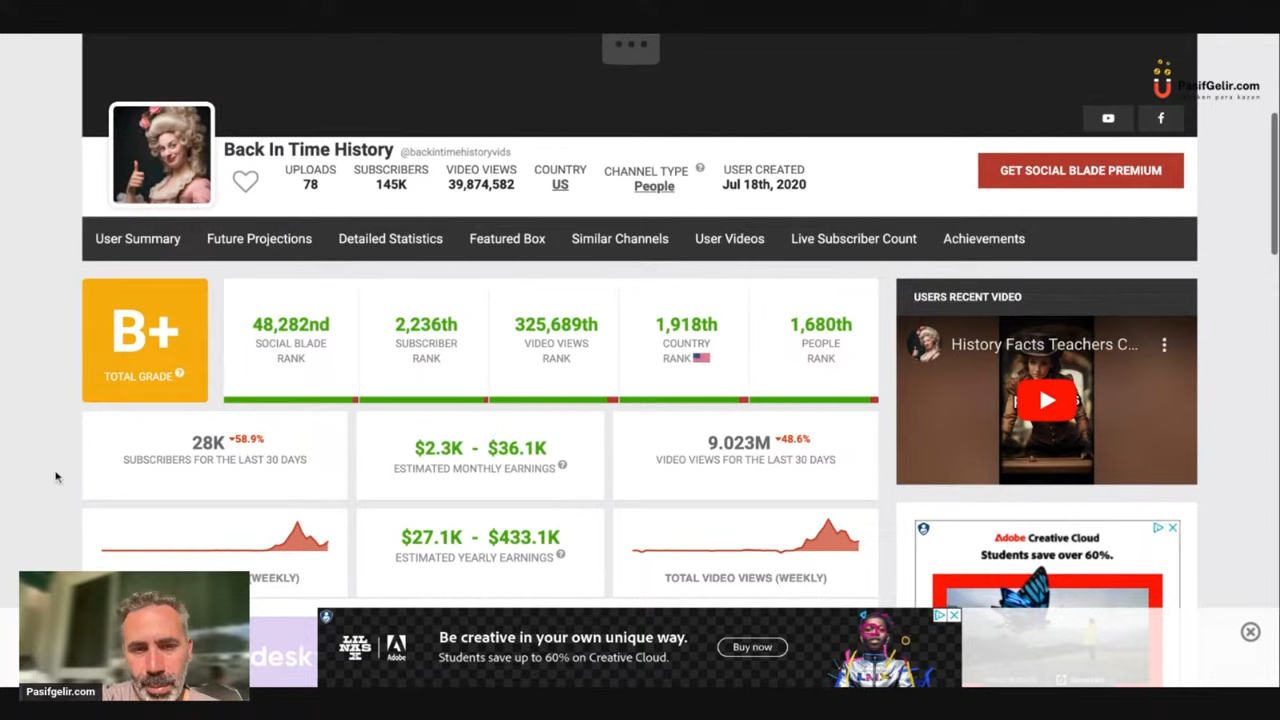 PasifGelir.com
Back In Time History @backintimehistoryvids
UPLOADS
78
SUBSCRIBERS
145K
VIDEO VIEWS
39,874,582
COUNTRY
US
CHANNEL TYPE
People
USER CREATED
Jul 18th, 2020
GET SOCIAL BLADE PREMIUM
User Summary
Future Projections
Detailed Statistics
Featured Box
Similar Channels
User Videos
Live Subscriber Count
Achievements
B+
TOTAL GRADE
48,282nd
SOCIAL BLADE
RANK
2,236th
SUBSCRIBER
RANK
325,689th
VIDEO VIEWS
RANK
1,918th
COUNTRY
RANK
1,680th
PEOPLE
RANK
USERS RECENT VIDEO
History Facts Teachers C...
28K 58.9%
SUBSCRIBERS FOR THE LAST 30 DAYS
$2.3K - $36.1K
ESTIMATED MONTHLY EARNINGS
9.023M 48.6%
VIDEO VIEWS FOR THE LAST 30 DAYS
$27.1K - $433.1K
ESTIMATED YEARLY EARNINGS
(WEEKLY)
TOTAL VIDEO VIEWS (WEEKLY)
Adobe Creative Cloud
Students save over 60%.
desk
LIL
NAS
X
Adobe
Be creative in your own unique way.
Students save up to 60% on Creative Cloud.
Buy now
Pasifgelir.com